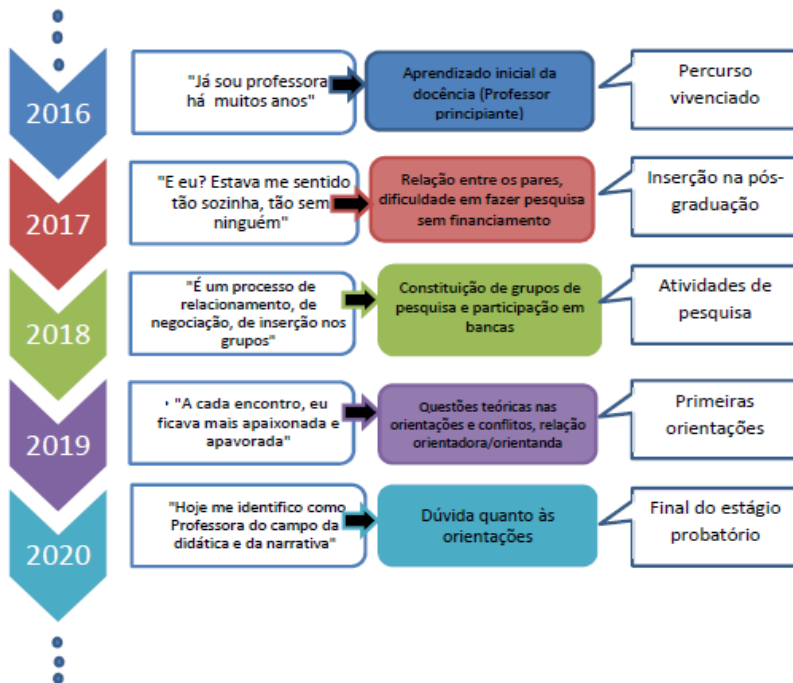 2016
"Já sou professora
há muitos anos"
Aprendizado inicial da
docência (Professor
principiante)
Percurso
vivenciado
2017
"E eu? Estava me sentido
tão sozinha, tão sem
ninguém"
Relação entre os pares,
dificuldade em fazer pesquisa
sem financiamento
Inserção na pós-
graduação
2018
"É um processo de
relacionamento, de
negociação, de inserção nos
grupos"
Constituição de grupos de
pesquisa e participação em
bancas
Atividades de
pesquisa
2019
• "A cada encontro, eu
ficava mais apaixonada e
apavorada"
Questões teóricas nas
orientações e conflitos, relação
orientadora/orientanda
Primeiras
orientações
2020
"Hoje me identifico como
Professora do campo da
didática e da narrativa"
Dúvida quanto às
orientações
Final do estágio
probatório